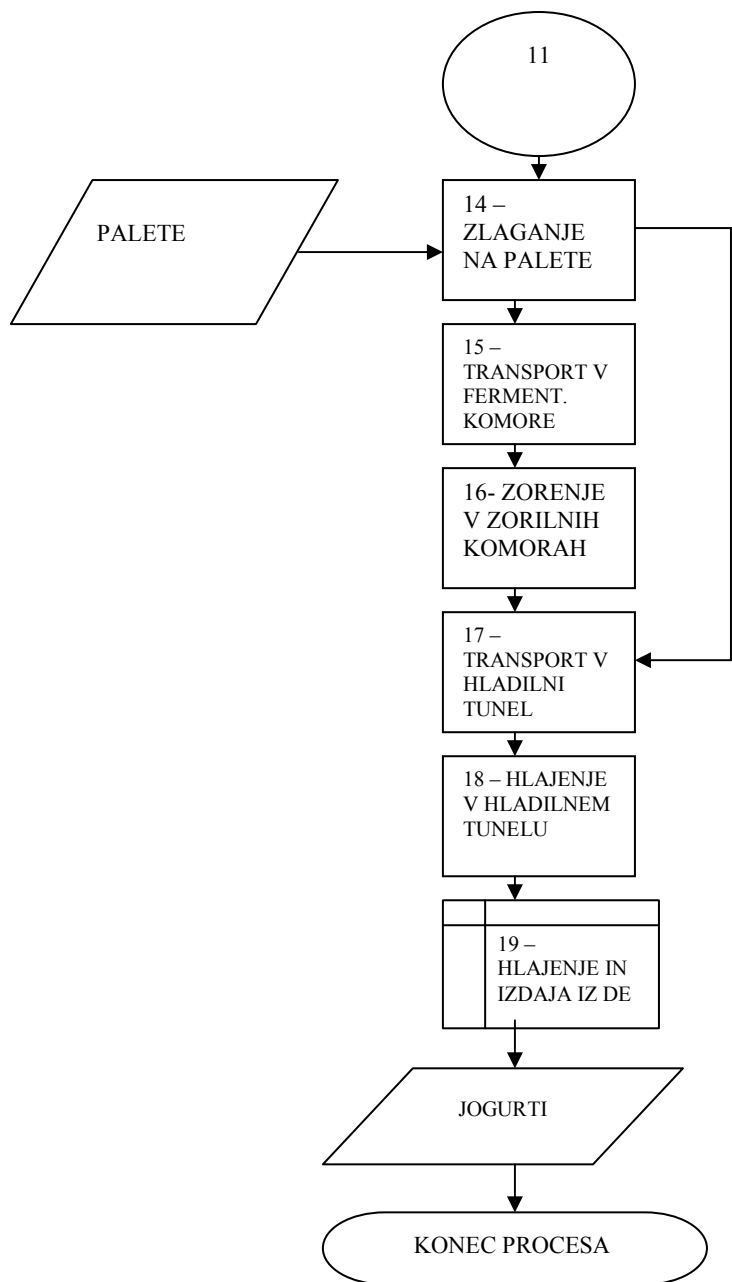 11
PALETE
14 –
ZLAGANJE
NA PALETE
15 –
TRANSPORT V
FERMENT.
KOMORE
16- ZORENJE
V ZORILNIH
KOMORAH
17 –
TRANSPORT V
HLADILNI
TUNEL
18 – HLAJENJE
V HLADILNEM
TUNELU
19 –
HLAJENJE IN
IZDAJA IZ DE
JOGURTI
KONEC PROCESA